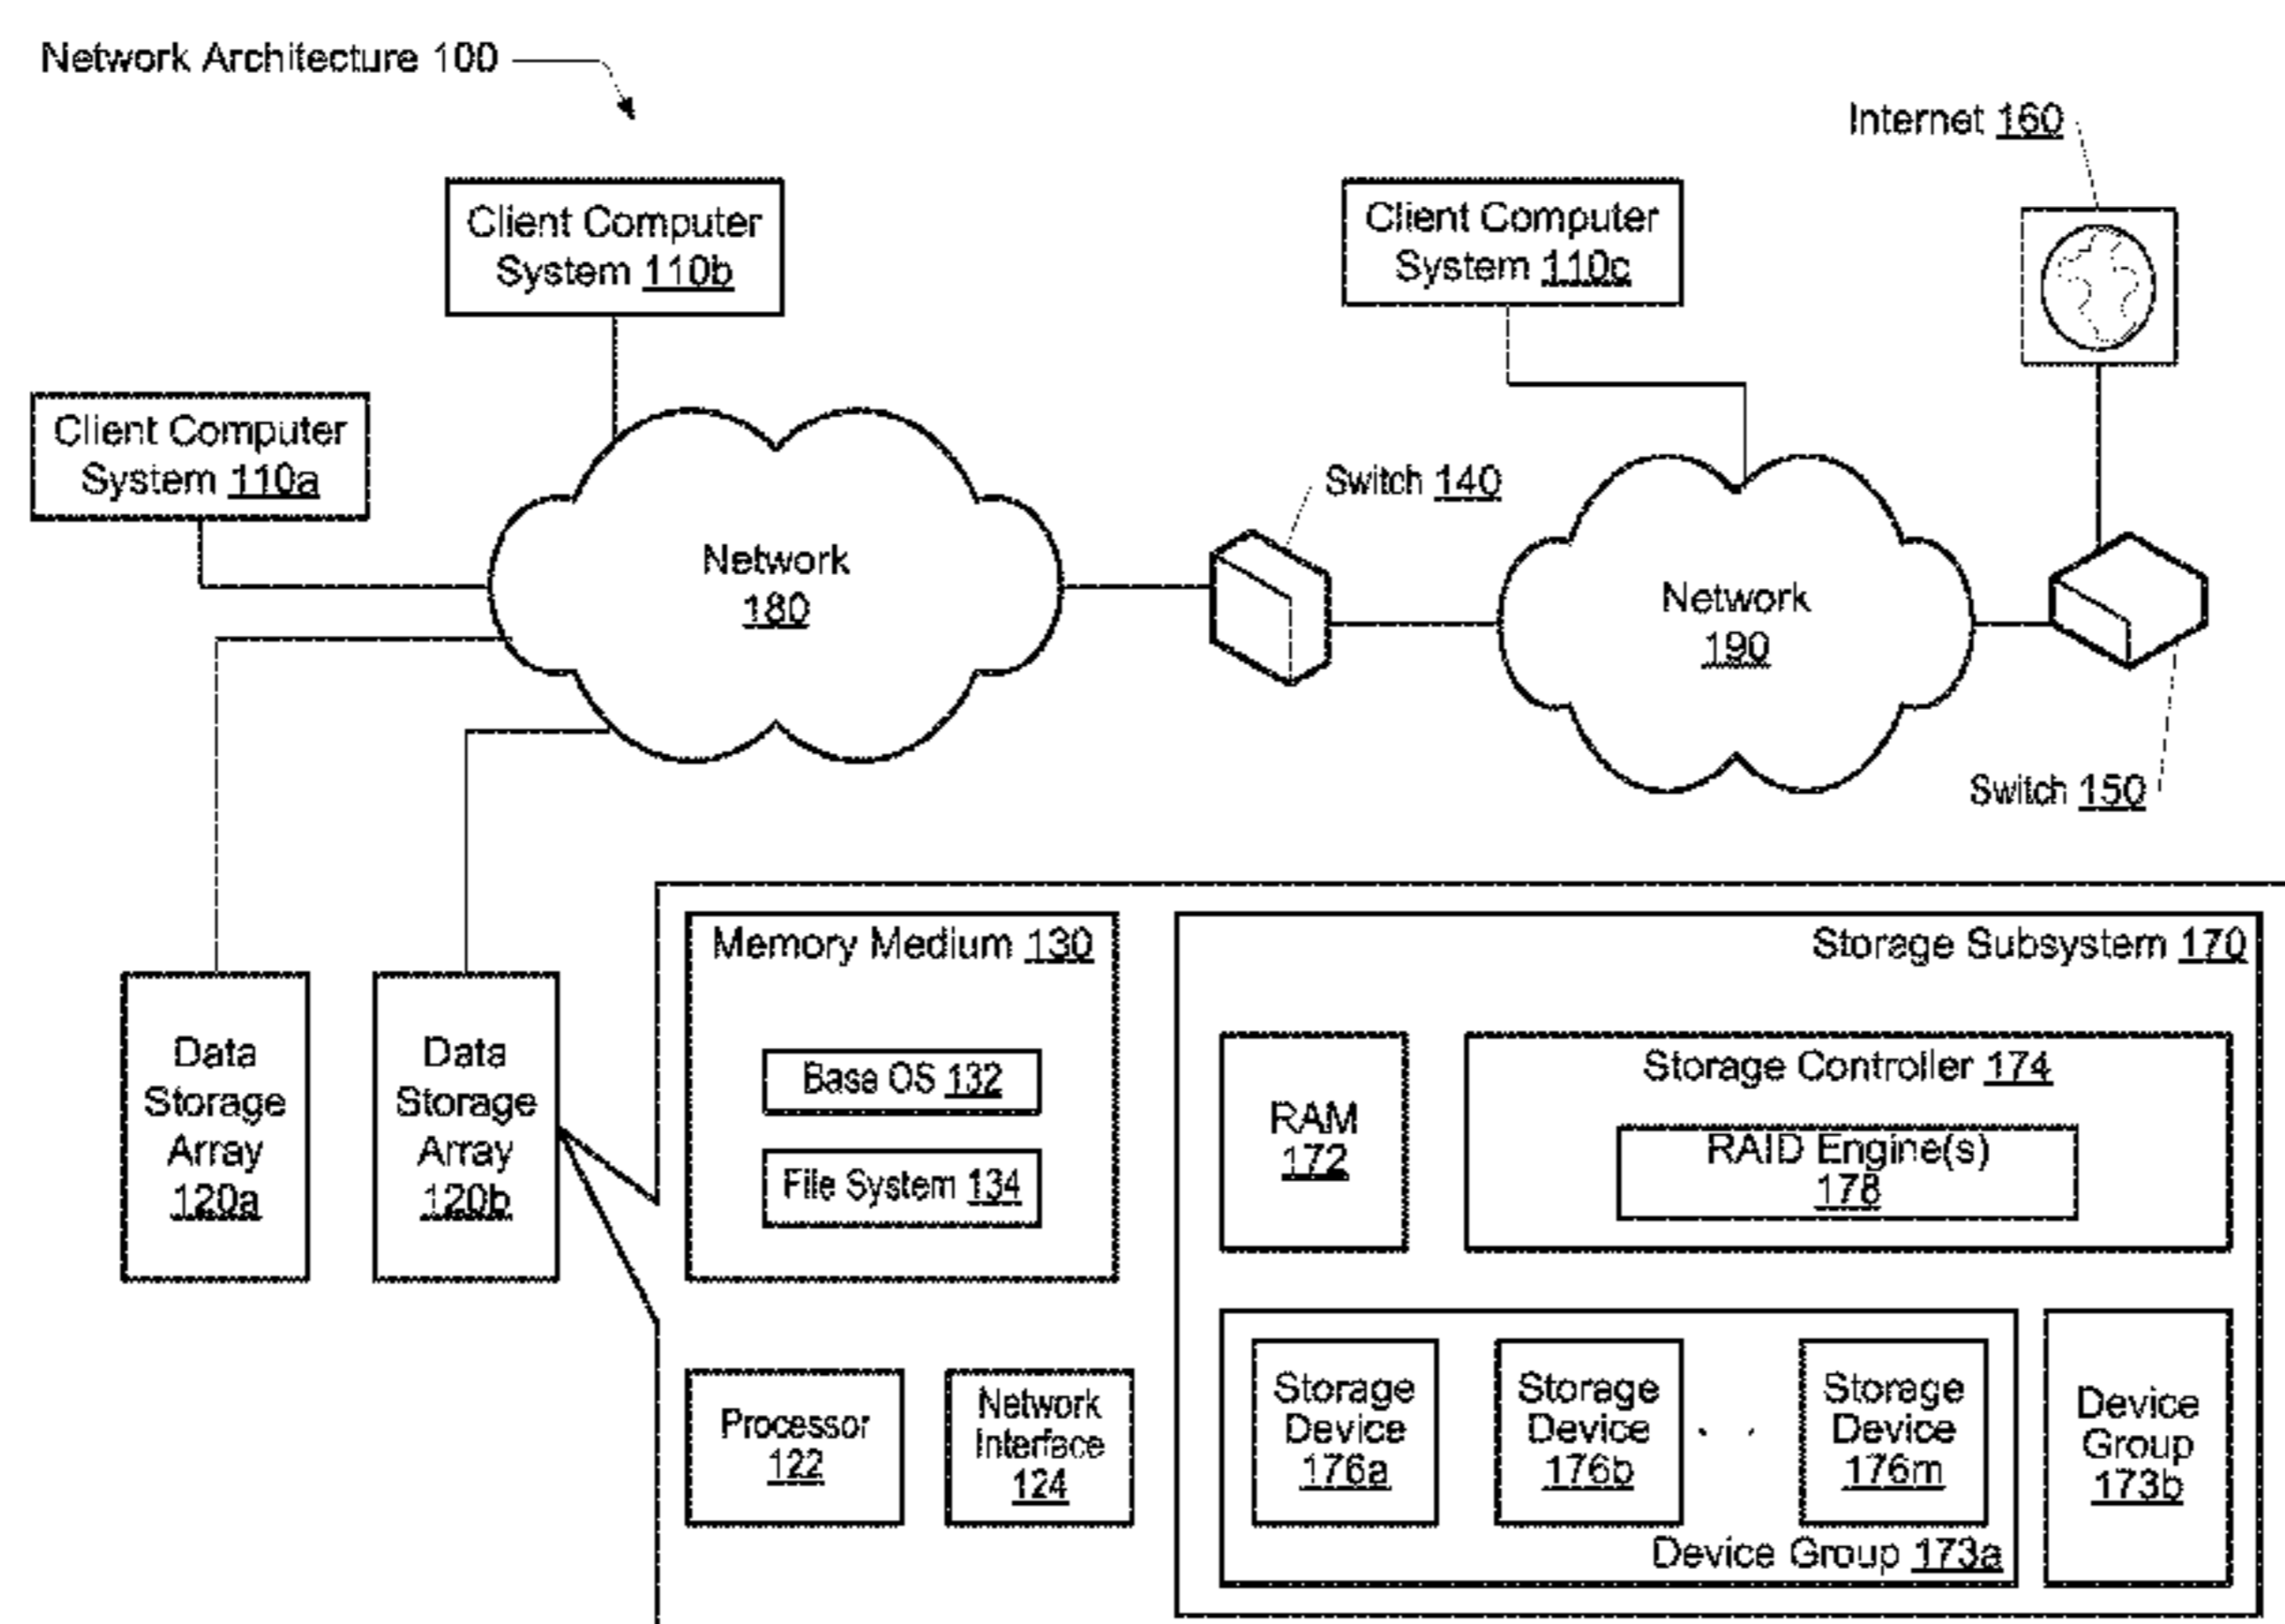 Network Architecture 100
Internet 160
Client Computer
System 110b
Client Computer
System 110c
Client Computer
System 110a
Switch 140
Network
180
Network
190
Switch 150
Memory Medium 130
Storage Subsystem 170
Data
Storage
Array
120a
Data
Storage
Array
120b
Base OS 132
File System 134
RAM
172
Storage Controller 174
RAID Engine(s)
178
Processor
122
Network
Interface
124
Storage
Device
176a
Storage
Device
176b
. .
Storage
Device
176m
Device Group 173a
Device
Group
173b